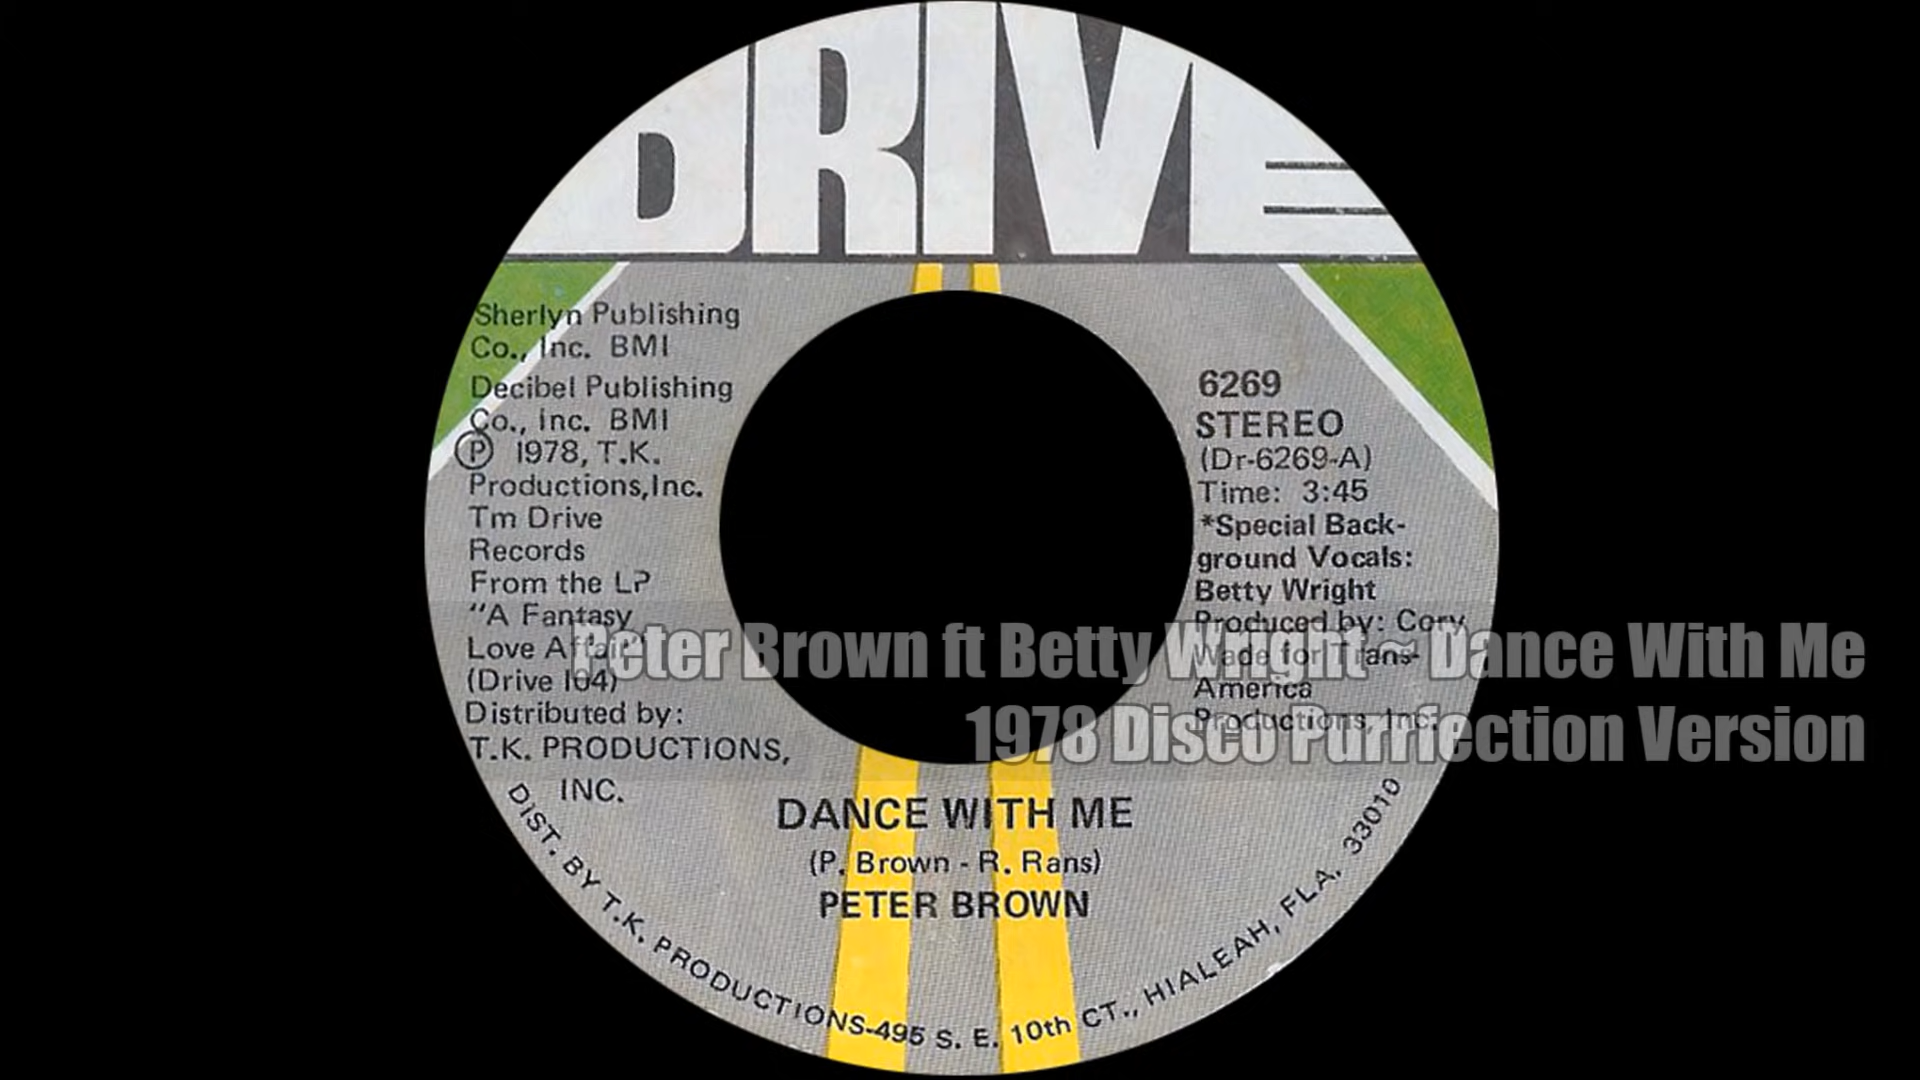 DRIVE
Sherlyn Publishing
Co., Inc. BMI
Decibel Publishing
Co., Inc. BMI
Ⓟ 1978, T.K.
Productions,Inc.
Tm Drive
Records
From the LP
"A Fantasy
Love Affair"
(Drive 104)
Distributed by:
T.K. PRODUCTIONS,
INC.
6269
STEREO
(Dr-6269-A)
Time: 3:45
*Special Back-
ground Vocals:
Betty Wright
Produced by: Cory
Wade for Trans-
America
Productions, Inc.
Peter Brown ft Betty Wright ~ Dance With Me
1978 Disco Purrfection Version
DANCE WITH ME
(P. Brown - R. Rans)
PETER BROWN
DIST. BY T.K. PRODUCTIONS-495 S. E. 10th CT., HIALEAH, FLA. 33010